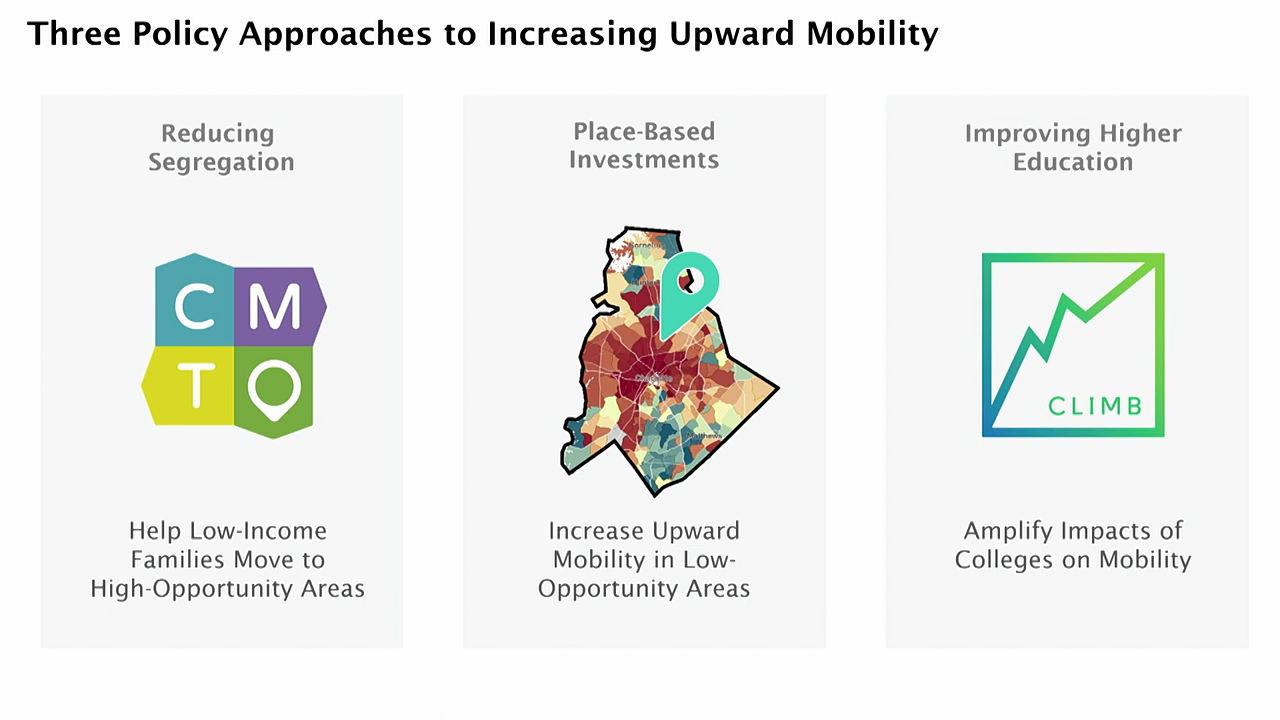 Three Policy Approaches to Increasing Upward Mobility
Reducing
Segregation
C M
T O
Help Low-Income
Families Move to
High-Opportunity Areas
Place-Based
Investments
Matthews
Increase Upward
Mobility in Low-
Opportunity Areas
Improving Higher
Education
CLIMB
Amplify Impacts of
Colleges on Mobility